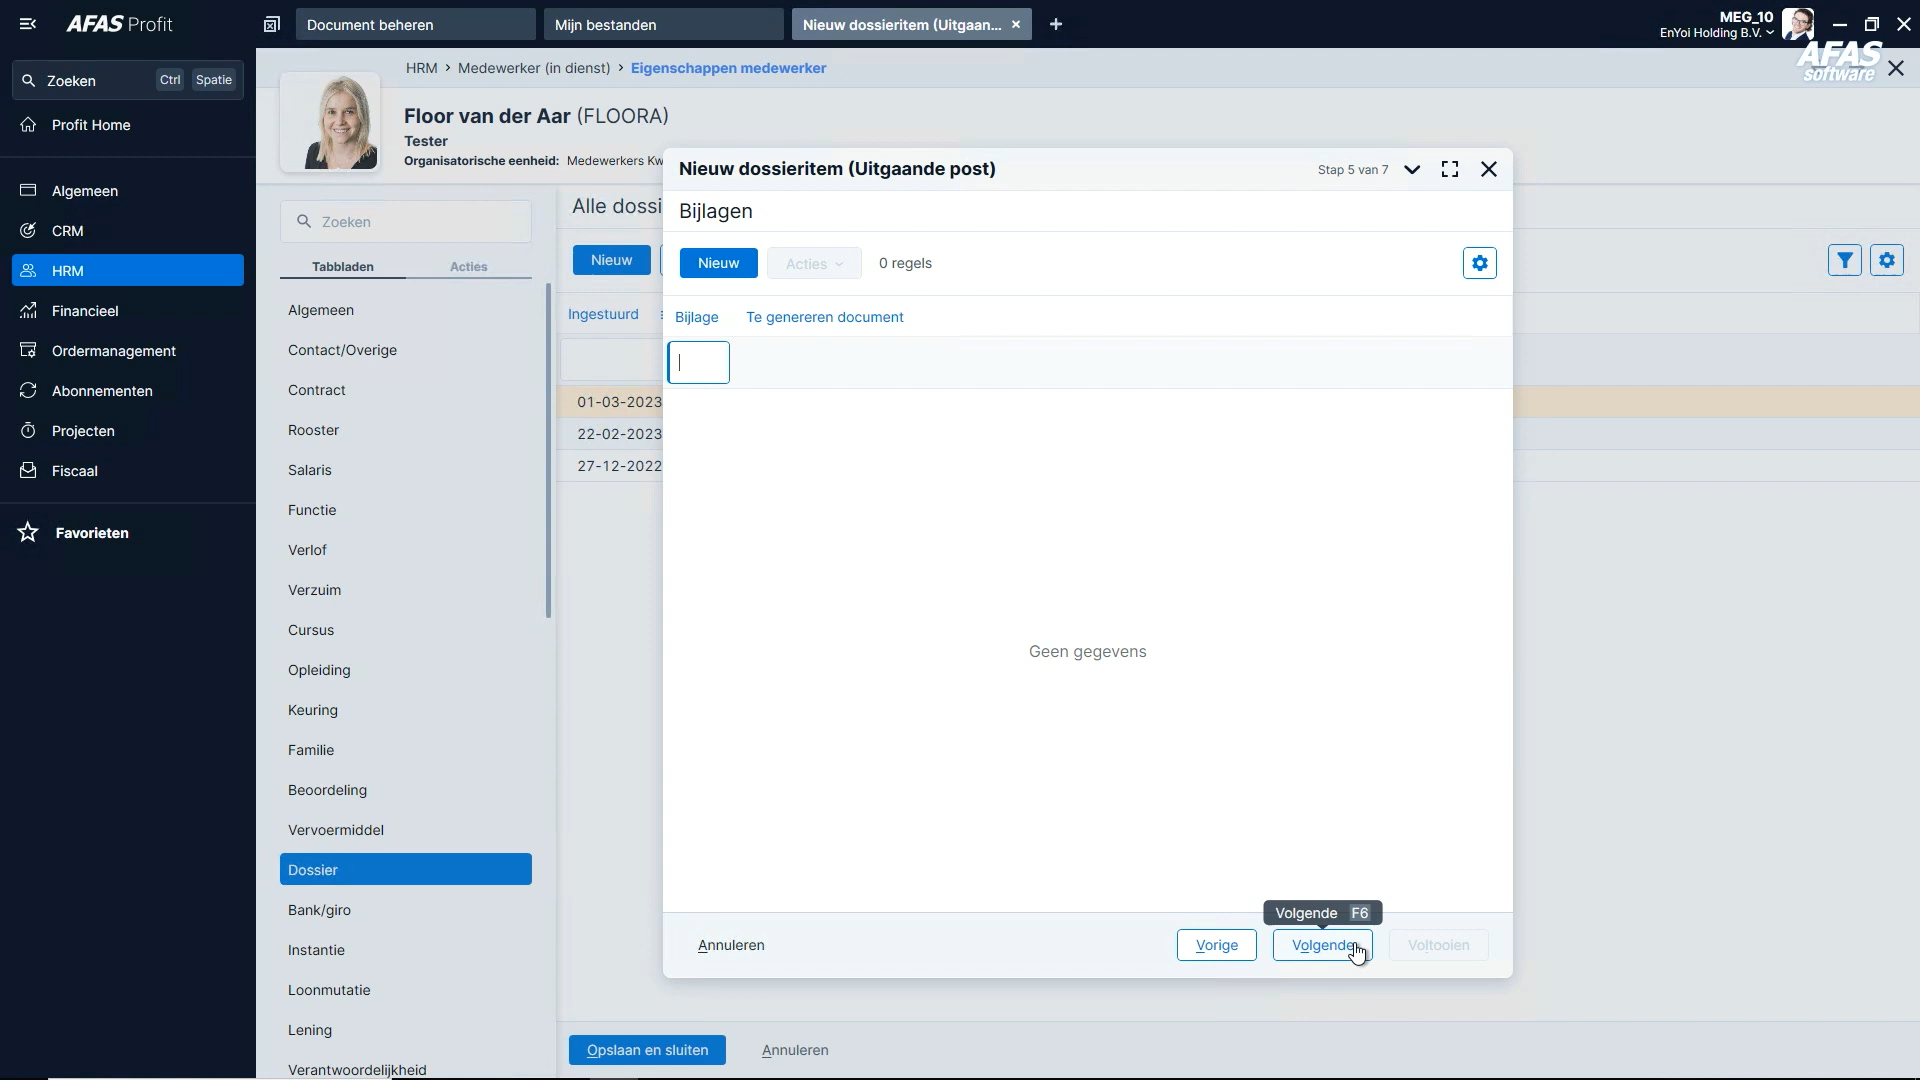 AFAS Profit
Document beheren
Mijn bestanden
Nieuw dossieritem (Uitgaan...
MEG_10
EnYoi Holding B.V.
AFAS
software
Zoeken Ctrl Spatie
Profit Home
Algemeen
CRM
HRM
Financieel
Ordermanagement
Abonnementen
Projecten
Fiscaal
Favorieten
HRM > Medewerker (in dienst) > Eigenschappen medewerker
Floor van der Aar (FLOORA)
Tester
Organisatorische eenheid: Medewerkers Kw
Zoeken
Tabbladen Acties
Algemeen
Contact/Overige
Contract
Rooster
Salaris
Functie
Verlof
Verzuim
Cursus
Opleiding
Keuring
Familie
Beoordeling
Vervoermiddel
Dossier
Bank/giro
Instantie
Loonmutatie
Lening
Verantwoordelijkheid
Alle dossi
Nieuw
Ingestuurd
01-03-2023
22-02-2023
27-12-2022
Nieuw dossieritem (Uitgaande post)
Stap 5 van 7
Bijlagen
Nieuw Acties 0 regels
Bijlage Te genereren document
Geen gegevens
Volgende F6
Annuleren Vorige Volgende Voltooien
Opslaan en sluiten Annuleren